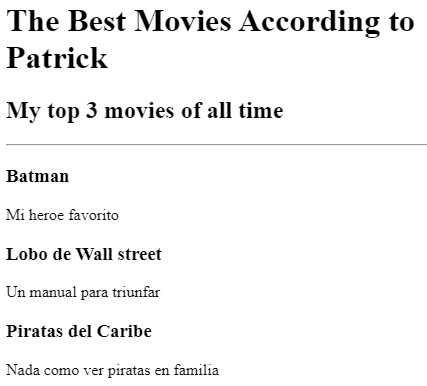 The Best Movies According to
Patrick
My top 3 movies of all time
Batman
Mi heroe favorito
Lobo de Wall street
Un manual para triunfar
Piratas del Caribe
Nada como ver piratas en familia